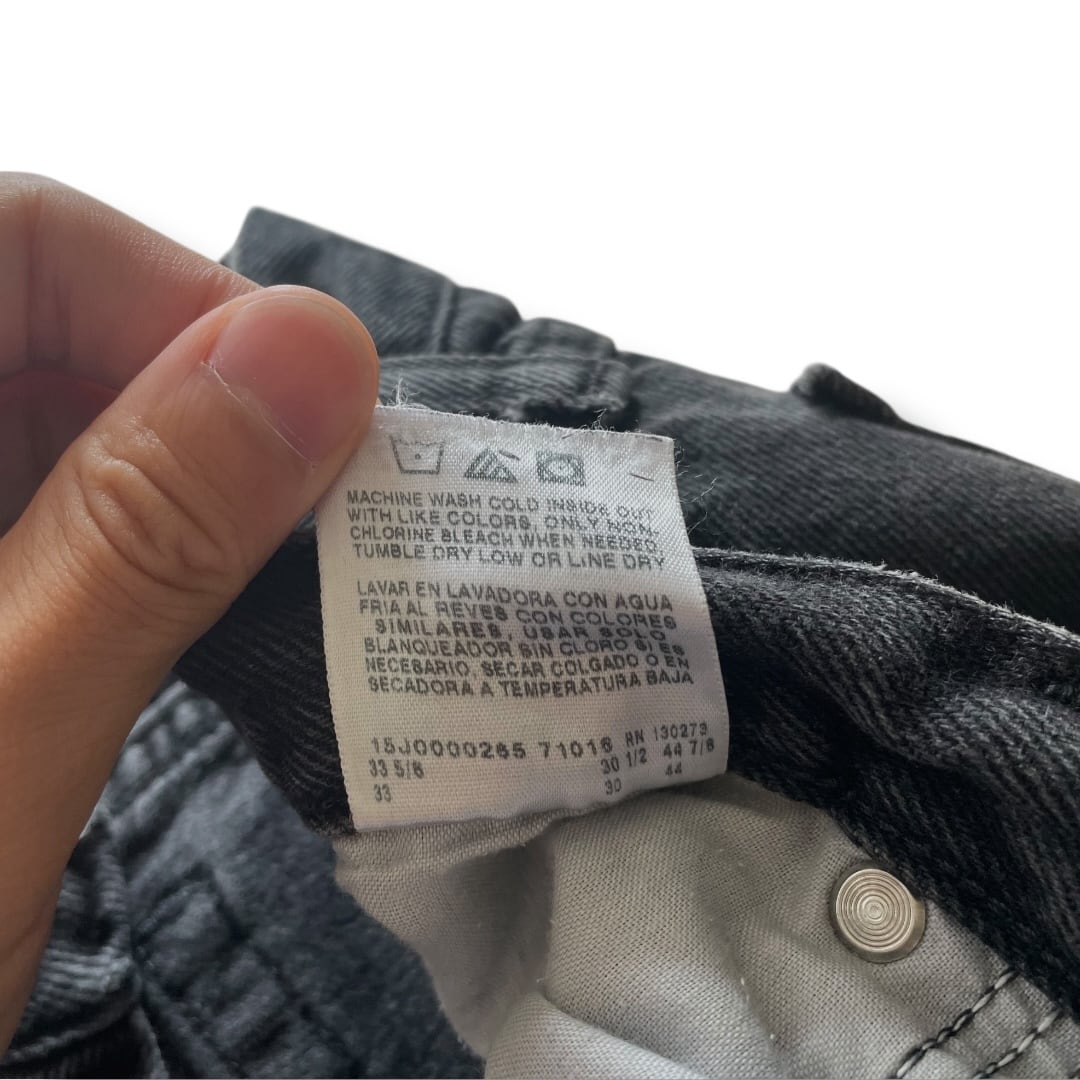 MACHINE WASH COLD INSIDE OUT
WITH LIKE COLORS, ONLY NON
CHLORINE BLEACH WHEN NEEDED.
TUMBLE DRY LOW OR LINE DRY
LAVAR EN LAVADORA CON AGUA
FRIA AL REVES CON COLORES
SIMILARES, USAR SOLO
BLANQUEADOR SIN CLORO SI ES
NECESARIO. SECAR COLGADO O EN
SECADORA A TEMPERATURA BAJA
15J0000265 71016 RN 130273
33 5/8 30 1/2 44 7/8
33 30 44